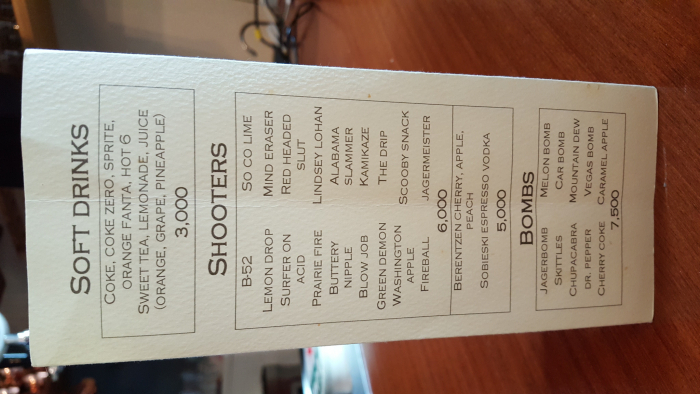 SOFT DRINKS
COKE, COKE ZERO, SPRITE,
ORANGE FANTA, HOT 6
SWEET TEA, LEMONADE, JUICE
(ORANGE, GRAPE, PINEAPPLE)
3,000
SHOOTERS
B-52 SO CO LIME
LEMON DROP MIND ERASER
SURFER ON ACID RED HEADED SLUT
PRAIRIE FIRE LINDSEY LOHAN
BUTTERY NIPPLE ALABAMA SLAMMER
BLOW JOB KAMIKAZE
GREEN DEMON THE DRIP
WASHINGTON APPLE SCOOBY SNACK
FIREBALL JAGERMEISTER
6,000
BERENTZEN CHERRY, APPLE,
PEACH
SOBIESKI ESPRESSO VODKA
5,000
BOMBS
JAGERBOMB MELON BOMB
SKITTLES CAR BOMB
CHUPACABRA MOUNTAIN DEW
DR. PEPPER VEGAS BOMB
CHERRY COKE CARAMEL APPLE
7,500